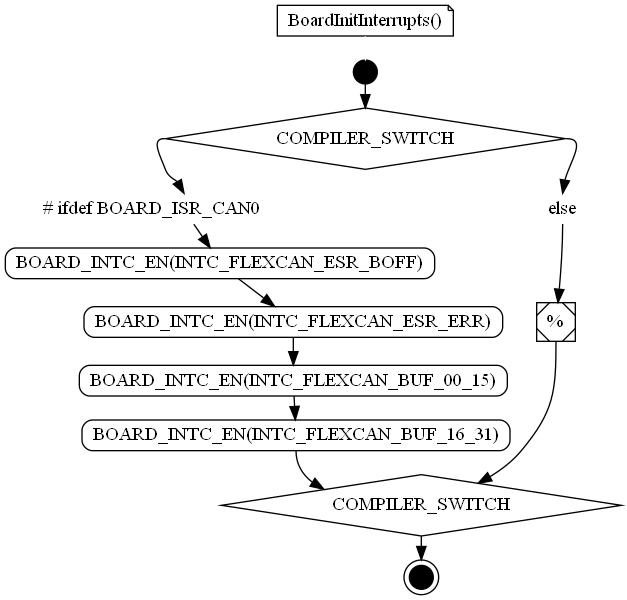 BoardInitInterrupts()
COMPILER_SWITCH
# ifdef BOARD_ISR_CAN0
else
BOARD_INTC_EN(INTC_FLEXCAN_ESR_BOFF)
BOARD_INTC_EN(INTC_FLEXCAN_ESR_ERR)
%
BOARD_INTC_EN(INTC_FLEXCAN_BUF_00_15)
BOARD_INTC_EN(INTC_FLEXCAN_BUF_16_31)
COMPILER_SWITCH